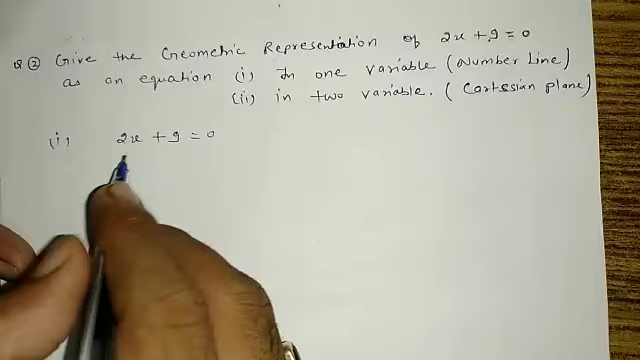 Q ② Give the Geometric Representation of 2x + 9 = 0
as an equation (i) In one variable (Number Line)
(ii) in two variable. (Cartesian plane)
(i) 2x + 9 = 0